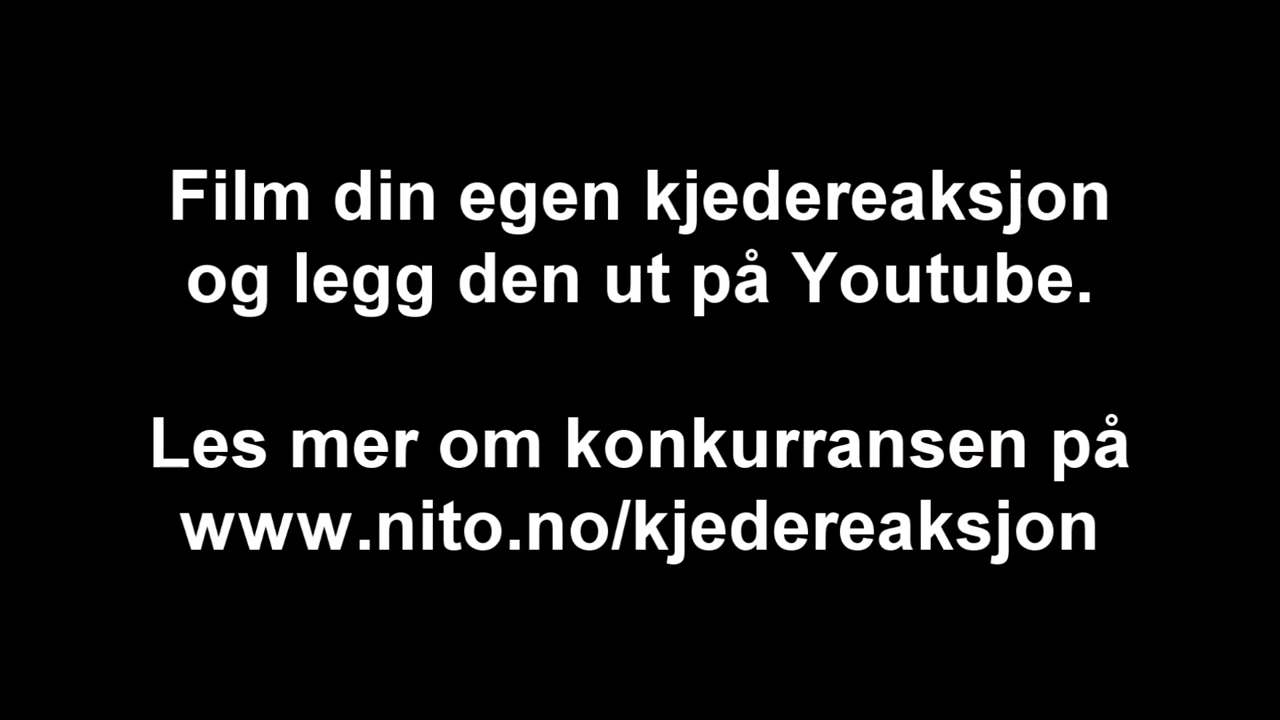 Film din egen kjedereaksjon
og legg den ut på Youtube.
Les mer om konkurransen på
www.nito.no/kjedereaksjon